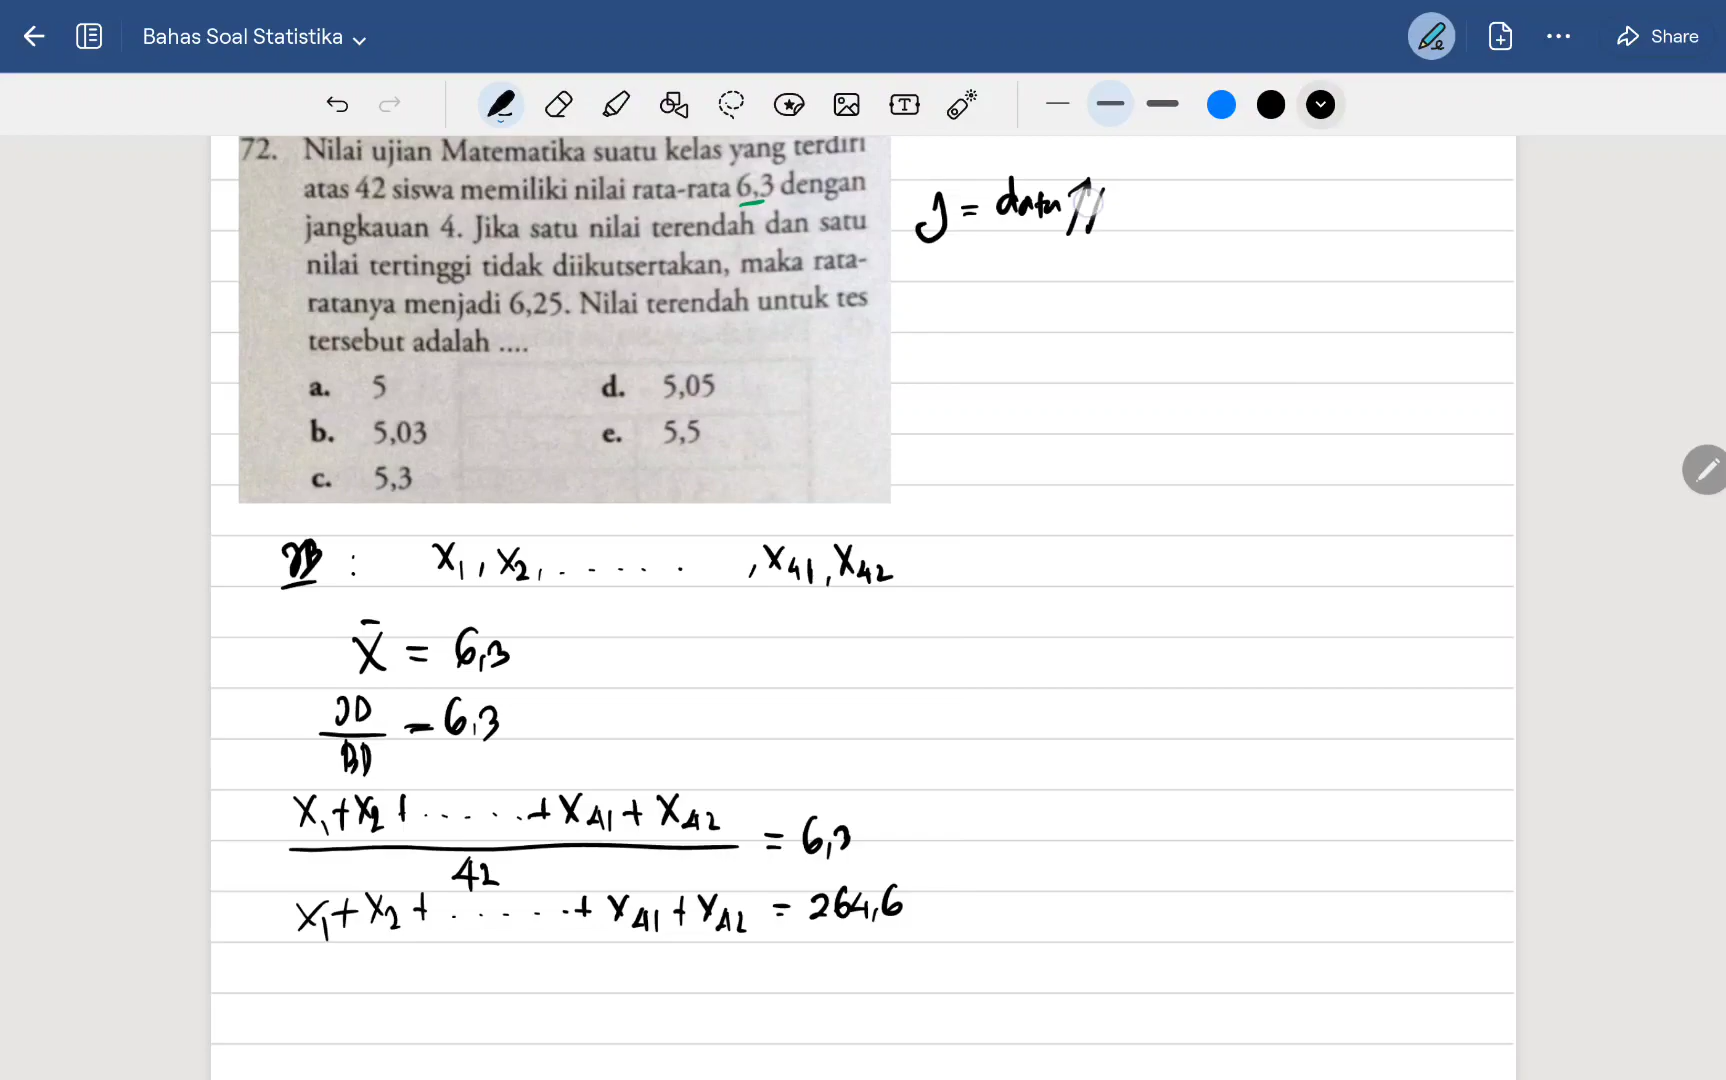 Bahas Soal Statistika
Share
72. Nilai ujian Matematika suatu kelas yang terdiri
atas 42 siswa memiliki nilai rata-rata 6,3 dengan
jangkauan 4. Jika satu nilai terendah dan satu
nilai tertinggi tidak diikutsertakan, maka rata-
ratanya menjadi 6,25. Nilai terendah untuk tes
tersebut adalah ....
a. 5
d. 5,05
b. 5,03
e. 5,5
c. 5,3
J = data ↑
JB : x₁, x₂, ..... , x₄₁, x₄₂
x̄ = 6,3
JD/BD = 6,3
(x₁ + x₂ + ...... + x₄₁ + x₄₂)/42 = 6,3
x₁ + x₂ + ...... + x₄₁ + x₄₂ = 264,6